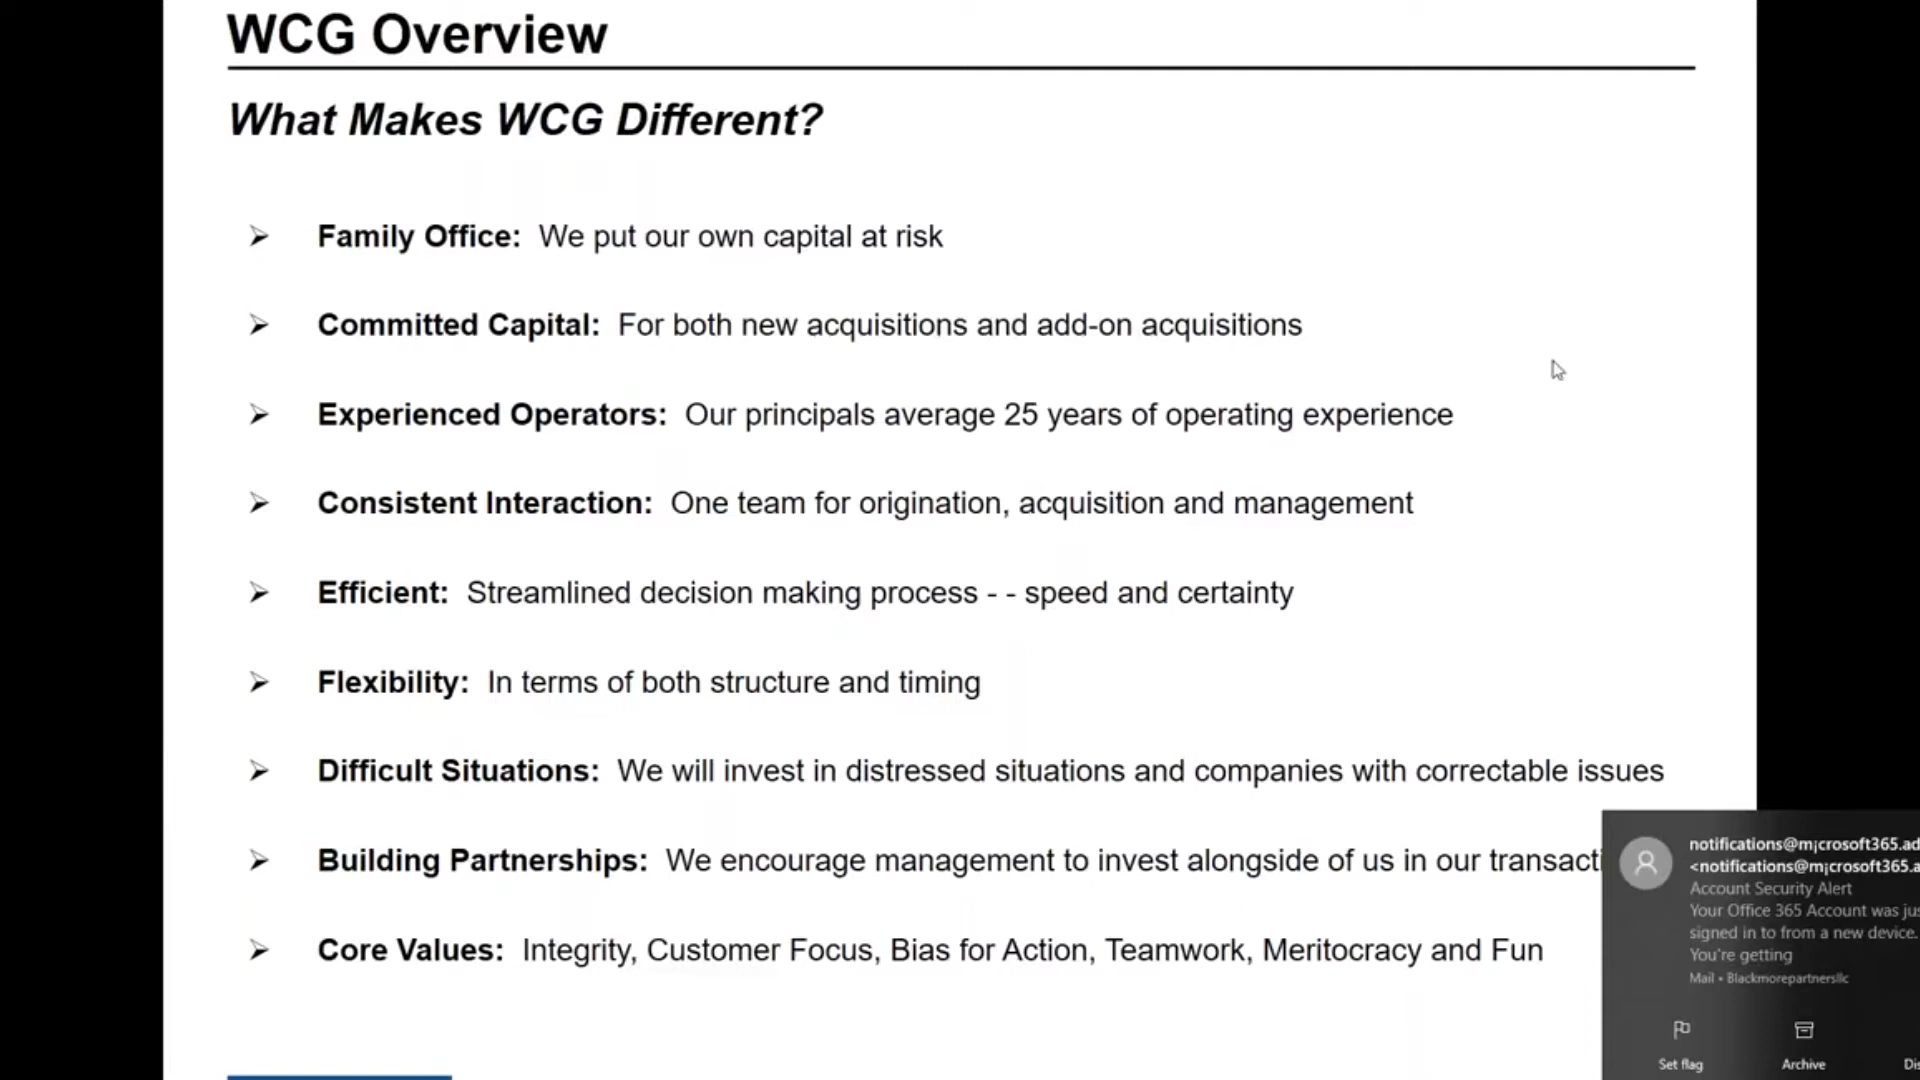 WCG Overview
What Makes WCG Different?
➢ Family Office: We put our own capital at risk
➢ Committed Capital: For both new acquisitions and add-on acquisitions
➢ Experienced Operators: Our principals average 25 years of operating experience
➢ Consistent Interaction: One team for origination, acquisition and management
➢ Efficient: Streamlined decision making process - - speed and certainty
➢ Flexibility: In terms of both structure and timing
➢ Difficult Situations: We will invest in distressed situations and companies with correctable issues
➢ Building Partnerships: We encourage management to invest alongside of us in our transacti
➢ Core Values: Integrity, Customer Focus, Bias for Action, Teamwork, Meritocracy and Fun
notifications@m¡crosoft365.ad
<notifications@m¡crosoft365.a
Account Security Alert
Your Office 365 Account was jus
signed in to from a new device.
You're getting
Mail • Blackmorepartnersllc
Set flag
Archive
Dis